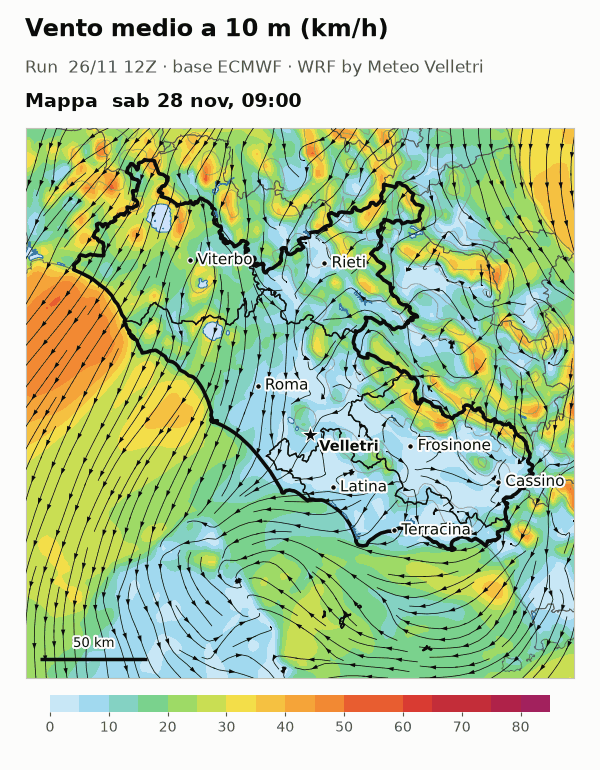 Vento medio a 10 m (km/h)
Run  26/11 12Z · base ECMWF · WRF by Meteo Velletri
Mappa  sab 28 nov, 09:00
Viterbo
Rieti
Roma
Velletri
Frosinone
Latina
Cassino
Terracina
50 km
0 10 20 30 40 50 60 70 80